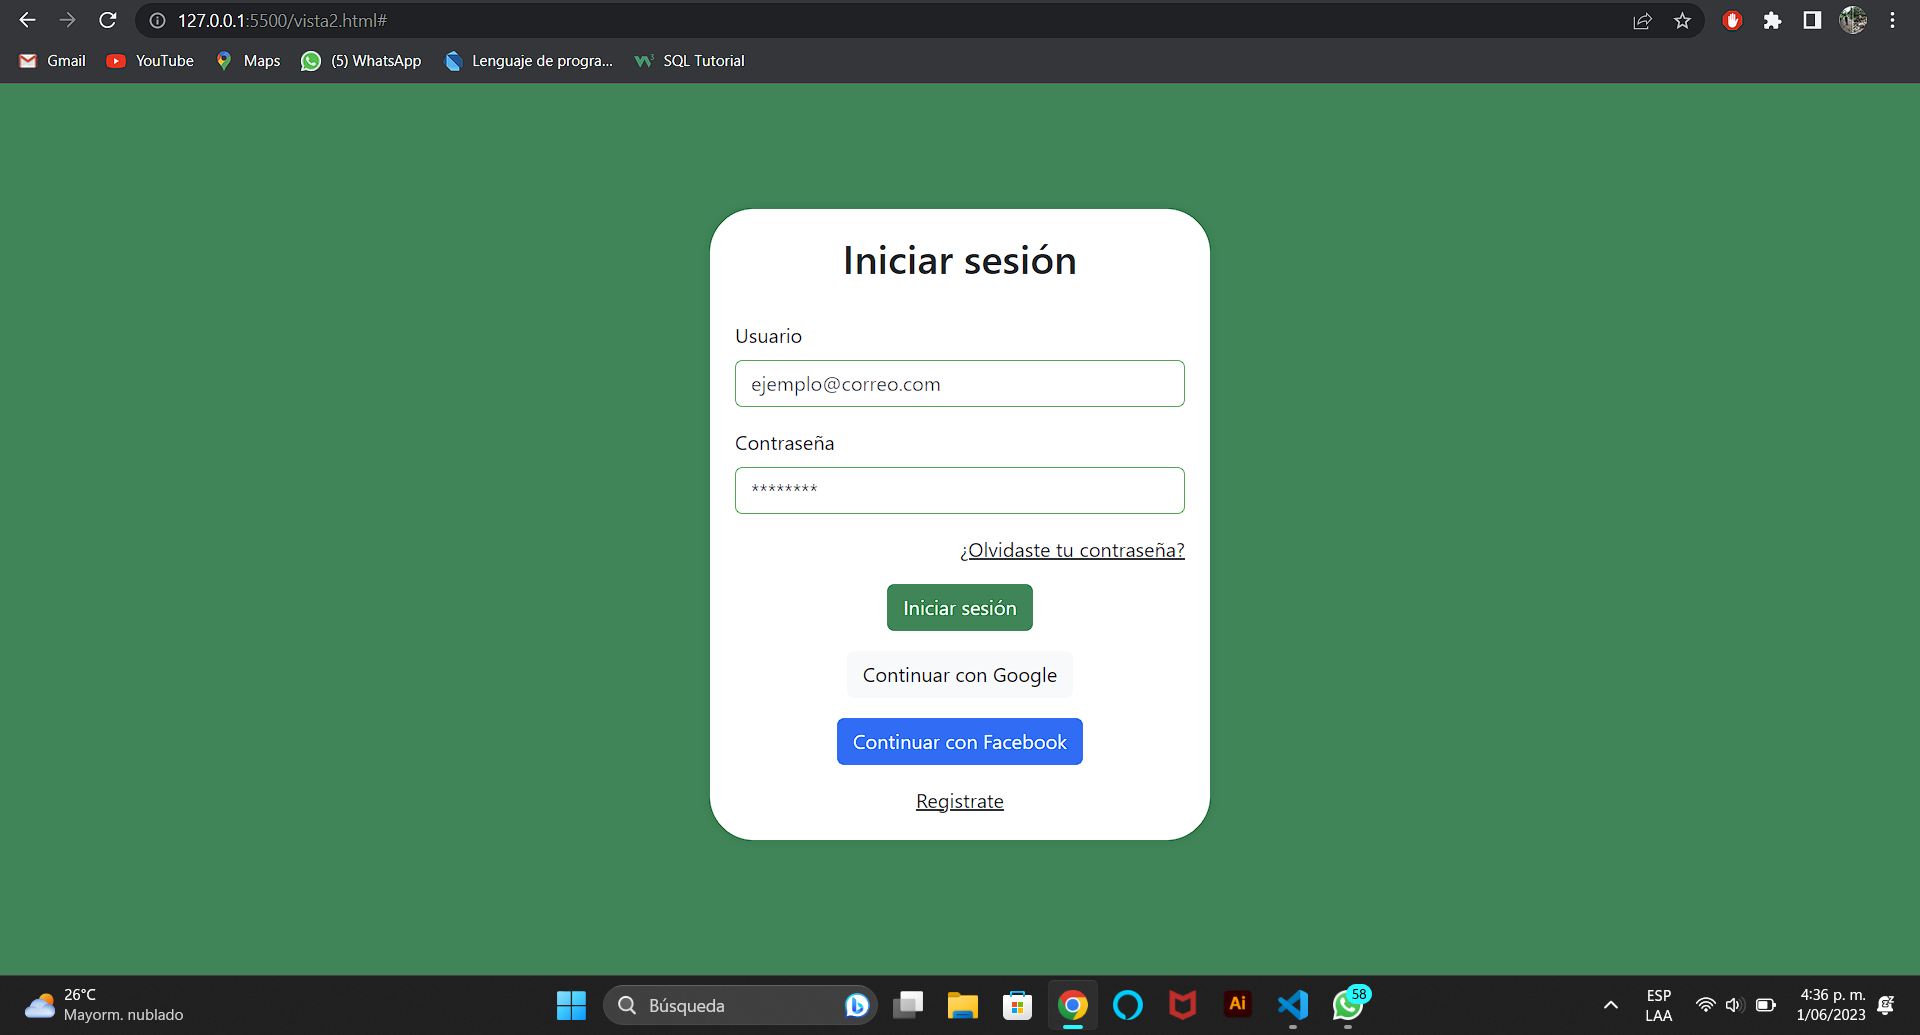 127.0.0.1:5500/vista2.html#
Gmail YouTube Maps (5) WhatsApp Lenguaje de progra... SQL Tutorial
Iniciar sesión
Usuario
ejemplo@correo.com
Contraseña
********
¿Olvidaste tu contraseña?
Iniciar sesión
Continuar con Google
Continuar con Facebook
Registrate
26°C
Mayorm. nublado
Búsqueda
Ai
58
ESP
LAA
4:36 p. m.
1/06/2023